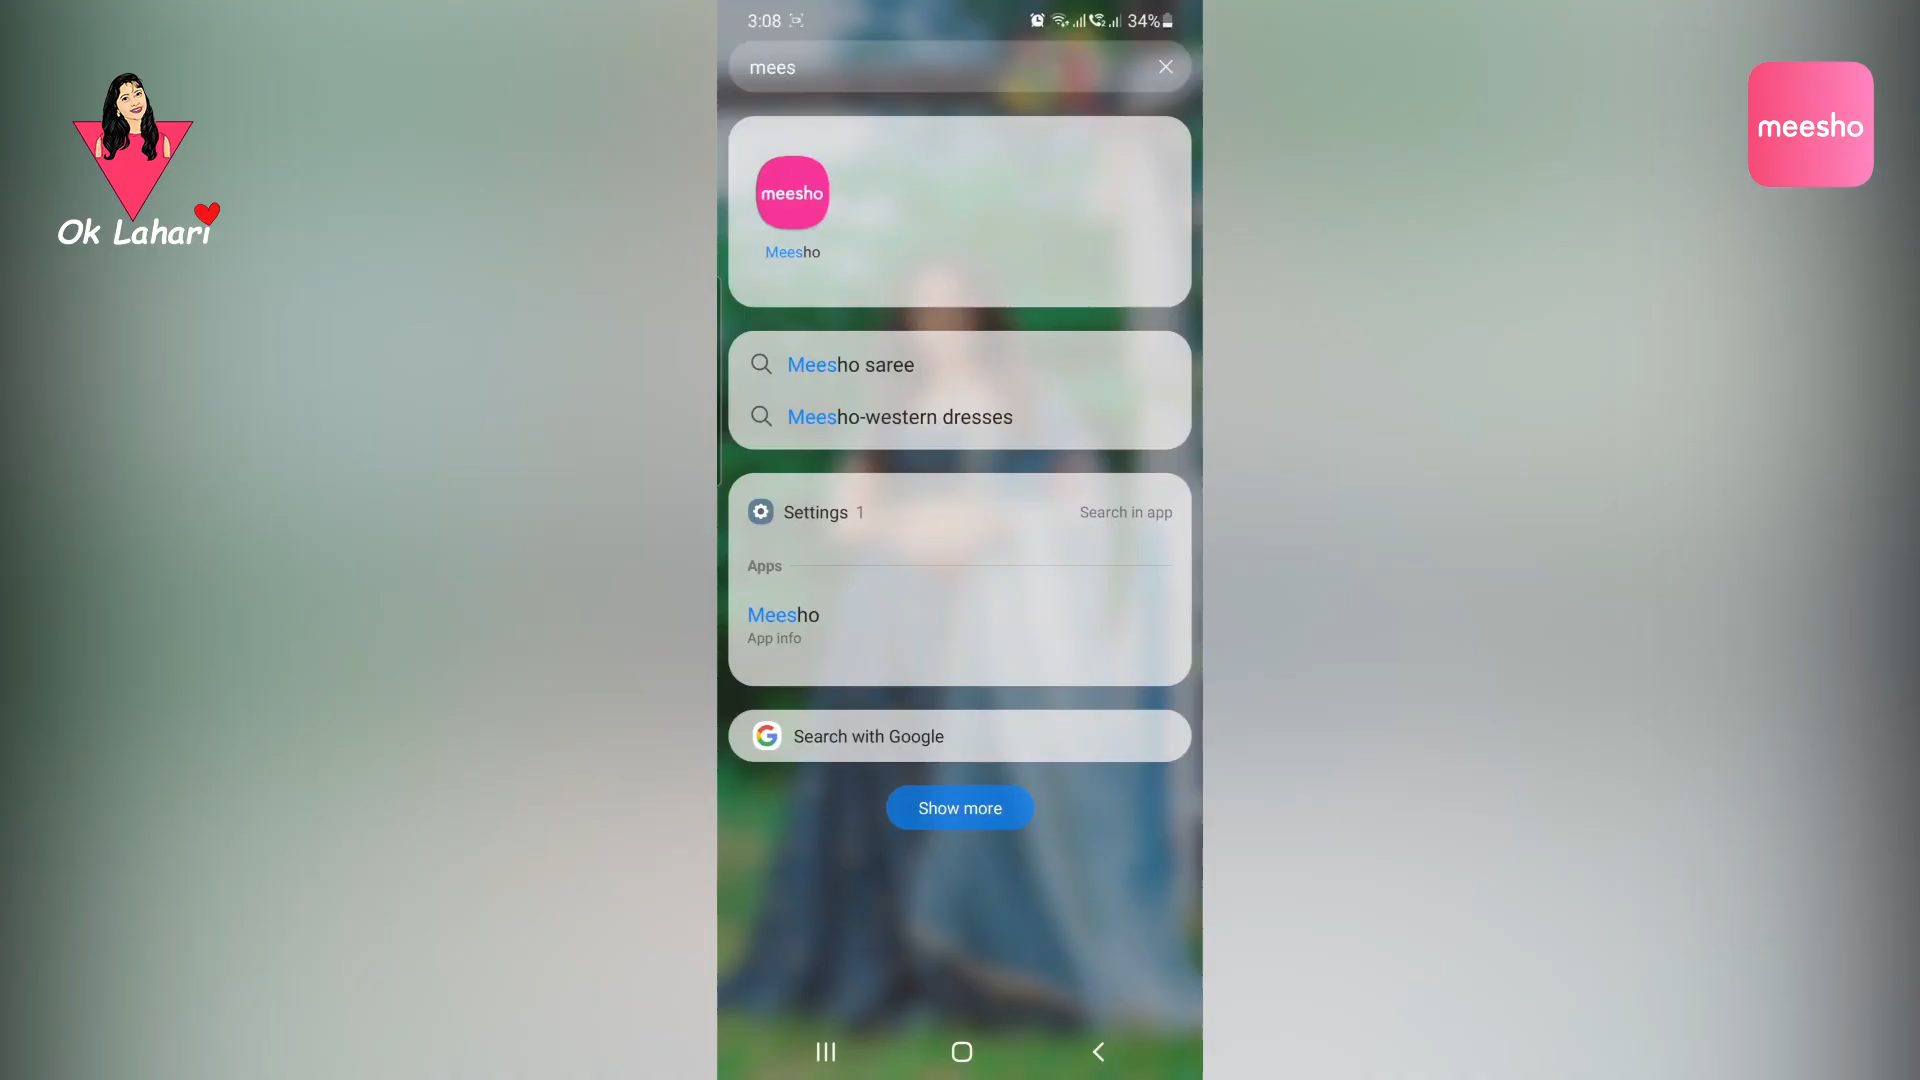 3:08
34%
mees
meesho
Ok Lahari
meesho
Meesho
Meesho saree
Meesho-western dresses
Settings 1
Search in app
Apps
Meesho
App info
G Search with Google
Show more